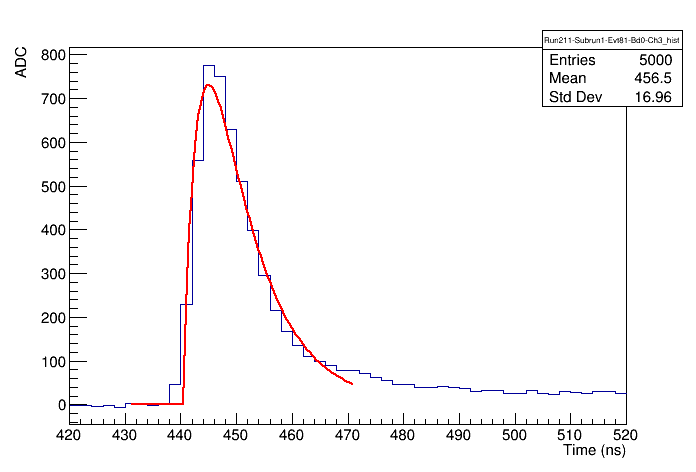 Run211-Subrun1-Evt81-Bd0-Ch3_hist
Entries 5000
Mean 456.5
Std Dev 16.96
ADC
800
700
600
500
400
300
200
100
0
420 430 440 450 460 470 480 490 500 510 520
Time (ns)